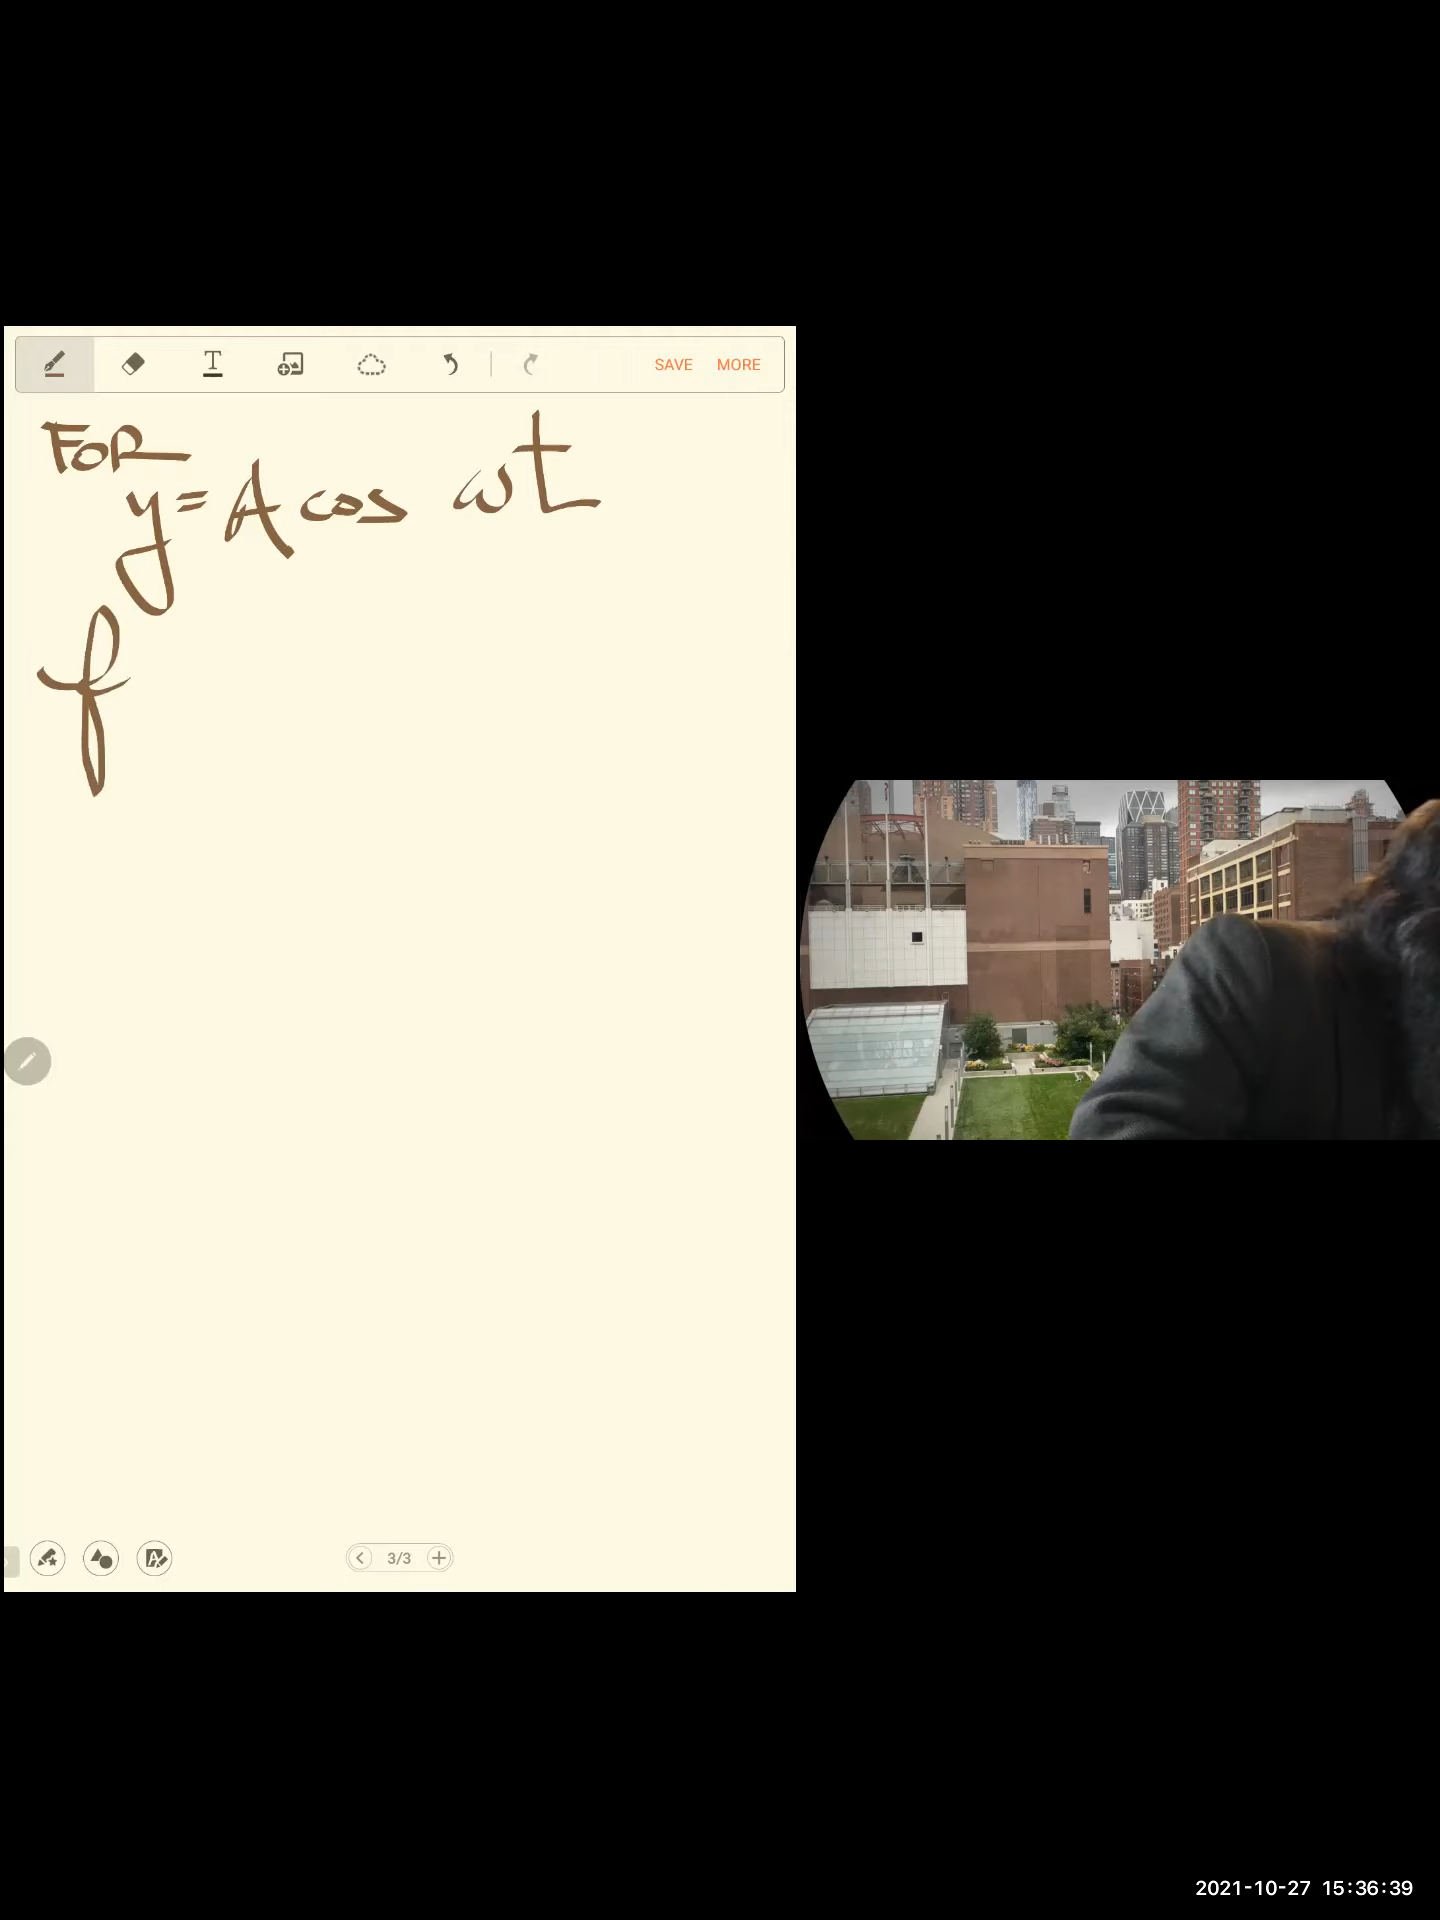 T
SAVE MORE
FOR
y = A cos ωt
f
A
3/3
2021-10-27 15:36:39